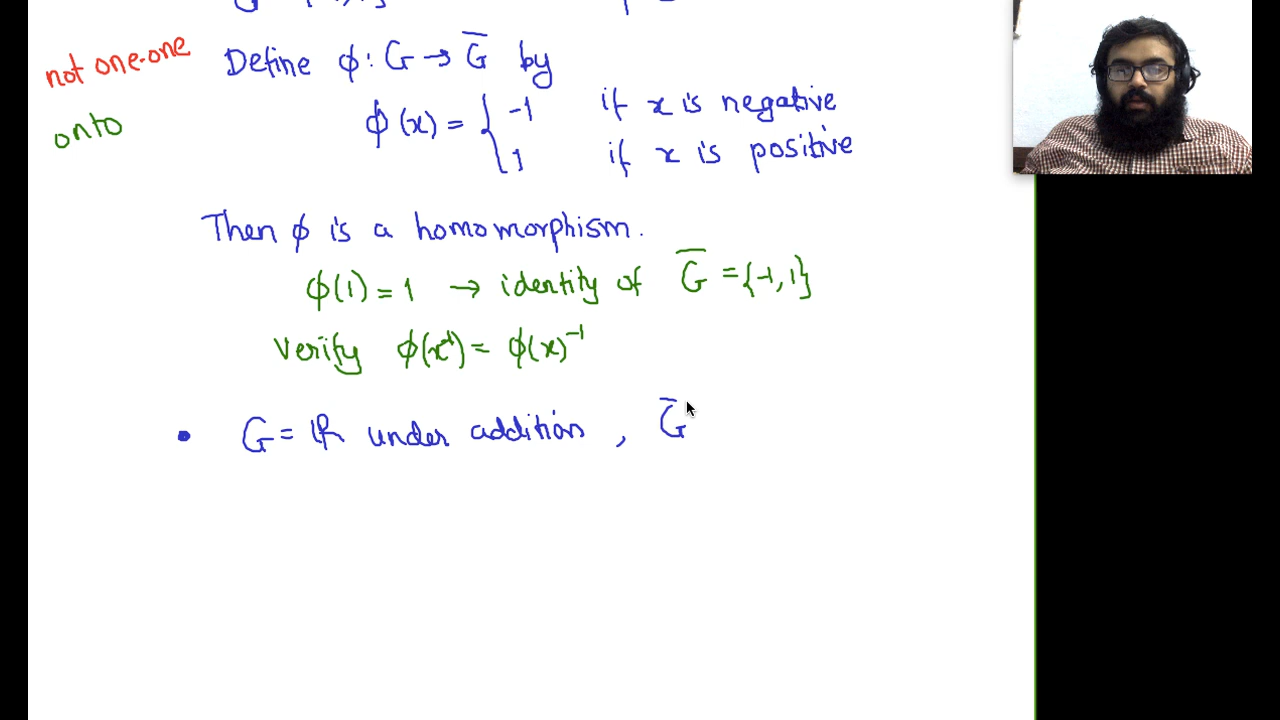 not one-one
onto
Define ϕ: G → G̅ by
ϕ(x) = { -1 if x is negative
1 if x is positive
Then ϕ is a homomorphism.
ϕ(1) = 1 → identity of G̅ = {-1, 1}
Verify ϕ(x⁻¹) = ϕ(x)⁻¹
• G = ℝ under addition , G̅